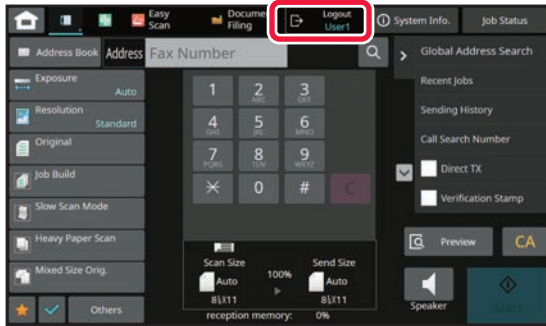 Easy
Scan
Docume
Filing
Logout
User1
System Info.
Job Status
Address Book
Address
Fax Number
Global Address Search
Exposure
Auto
Recent Jobs
Resolution
Standard
Sending History
Original
Call Search Number
Job Build
Direct TX
Slow Scan Mode
Verification Stamp
Heavy Paper Scan
Mixed Size Orig.
Others
1
2
ABC
3
DEF
4
GHI
5
JKL
6
MNO
7
PQRS
8
TUV
9
WXYZ
0
#
C
Scan Size
Send Size
Auto
100%
Auto
8½X11
8½X11
reception memory:
0%
Preview
CA
Speaker
Start